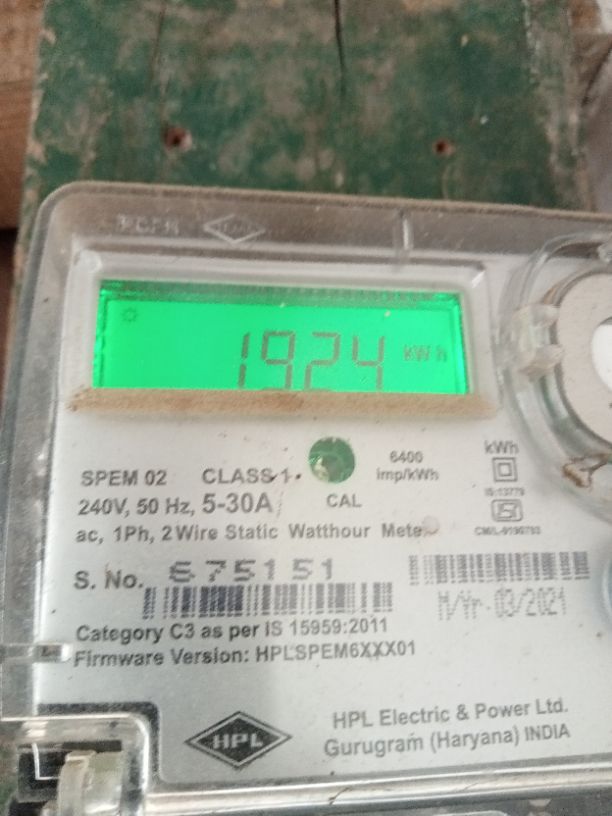 1924 kWh
6400
SPEM 02 CLASS 1. imp/kWh
kWh
240V, 50 Hz, 5-30A CAL
IS:13779
ac, 1Ph, 2 Wire Static Watthour Meter
S. No. 675151
M/Yr-03/2021
Category C3 as per IS 15959:2011
Firmware Version: HPLSPEM6XXX01
HPL
HPL Electric & Power Ltd.
Gurugram (Haryana) INDIA